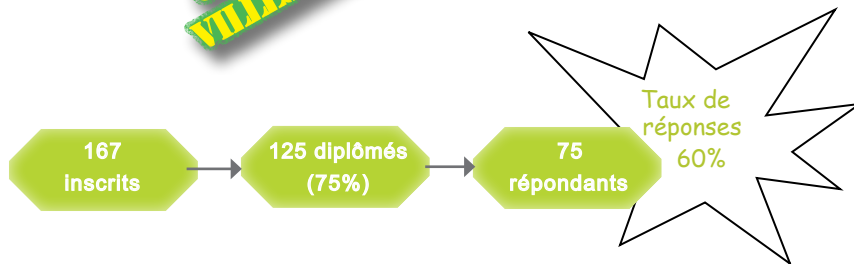 167
inscrits
125 diplômés
(75%)
75
répondants
Taux de
réponses
60%